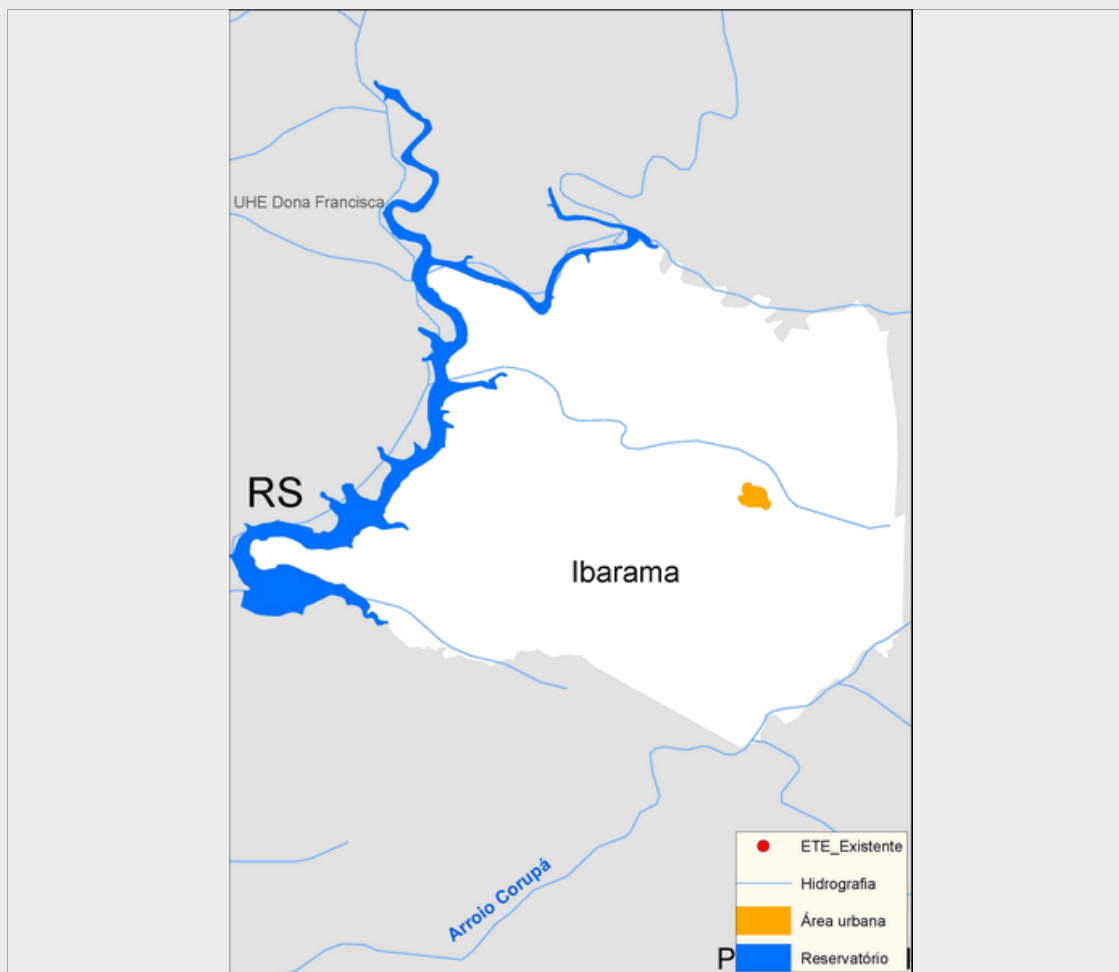 UHE Dona Francisca
RS
Ibarama
Arroio Corupá
ETE_Existente
Hidrografia
Área urbana
Reservatório